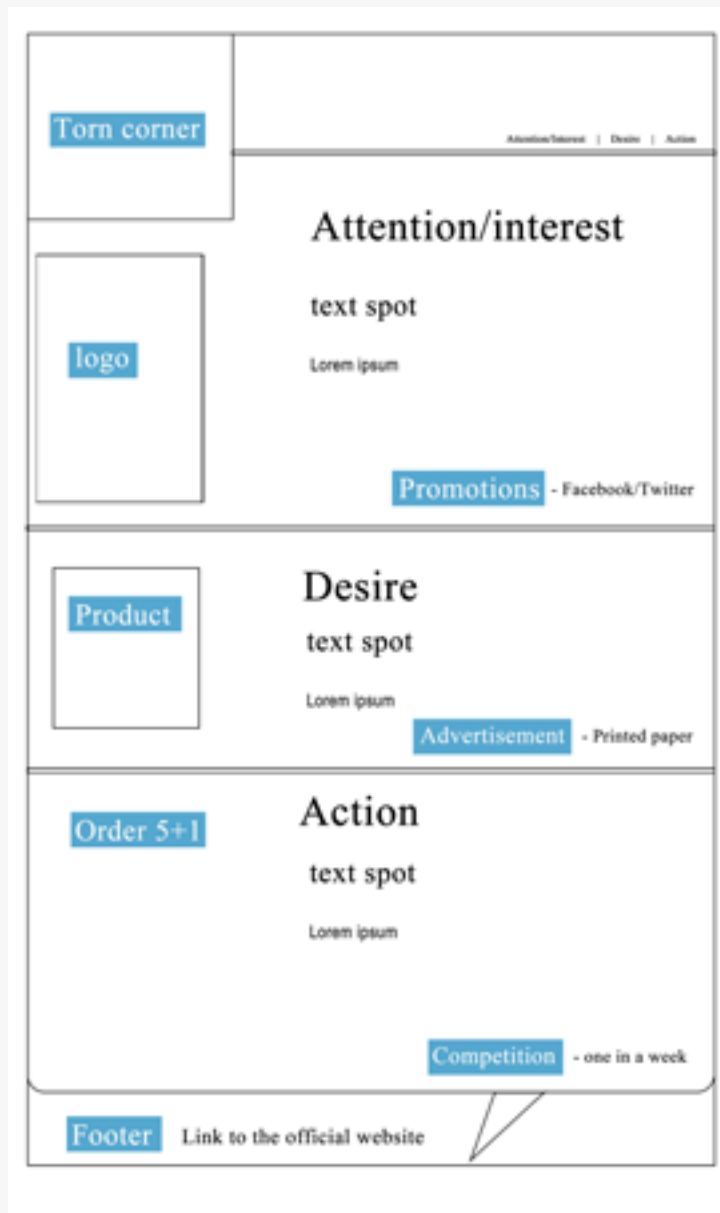 Torn corner
Attention/Interest | Desire | Action
Attention/interest
text spot
logo
Lorem ipsum
Promotions - Facebook/Twitter
Desire
Product
text spot
Lorem ipsum
Advertisement - Printed paper
Action
Order 5+1
text spot
Lorem ipsum
Competition - one in a week
Footer Link to the official website